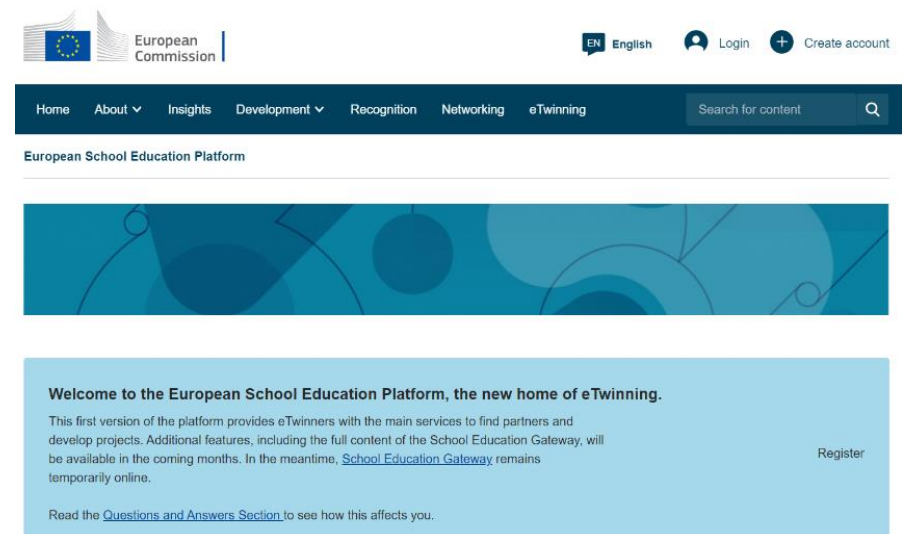 European
Commission
EN English Login + Create account
Home About Insights Development Recognition Networking eTwinning Search for content
European School Education Platform
Welcome to the European School Education Platform, the new home of eTwinning.
This first version of the platform provides eTwinners with the main services to find partners and
develop projects. Additional features, including the full content of the School Education Gateway, will
be available in the coming months. In the meantime, School Education Gateway remains
temporarily online.
Register
Read the Questions and Answers Section to see how this affects you.